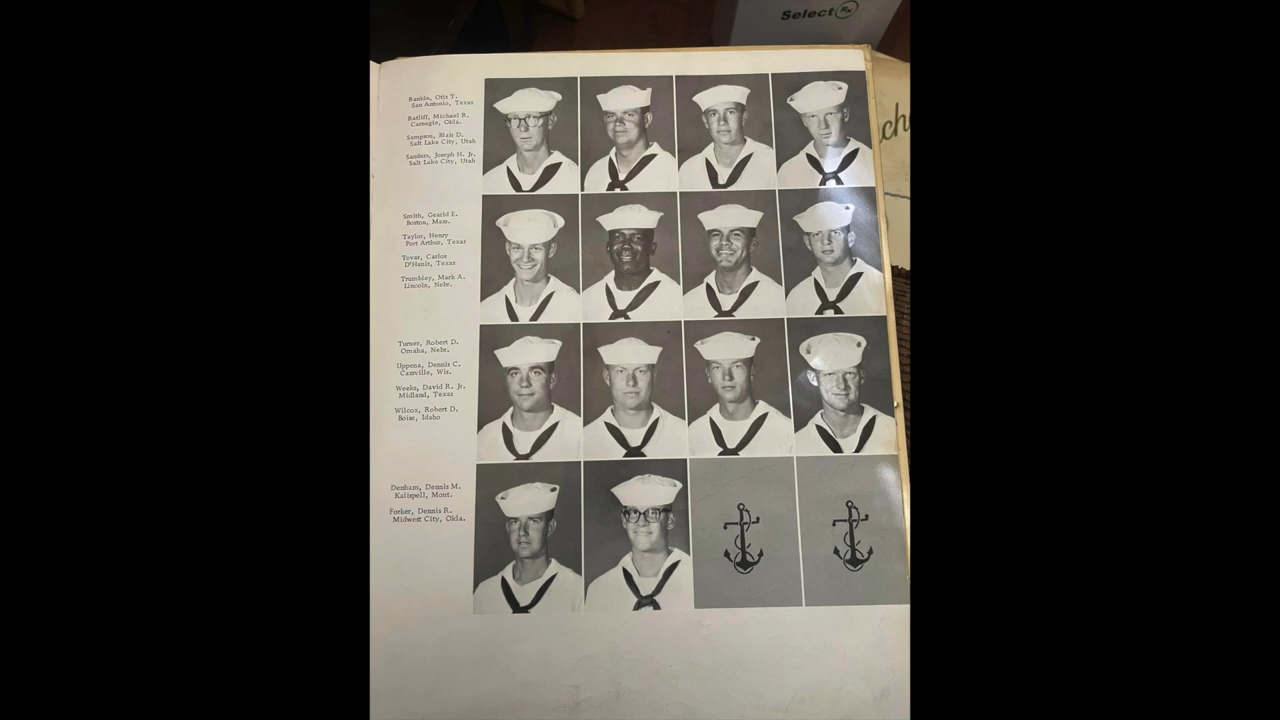 Select Rx
Rankin, Otis T.
San Antonio, Texas
Ratliff, Michael R.
Carnegie, Okla.
Sampson, Blair D.
Salt Lake City, Utah
Sanders, Joseph H. Jr.
Salt Lake City, Utah
Smith, Gearld E.
Boston, Mass.
Taylor, Henry
Port Arthur, Texas
Tovar, Carlos
D'Hanis, Texas
Trumbley, Mark A.
Lincoln, Nebr.
Turner, Robert D.
Omaha, Nebr.
Uppena, Dennis C.
Cassville, Wis.
Weeks, David R. Jr.
Midland, Texas
Wilcox, Robert D.
Boise, Idaho
Denham, Dennis M.
Kalispell, Mont.
Forker, Dennis R.
Midwest City, Okla.